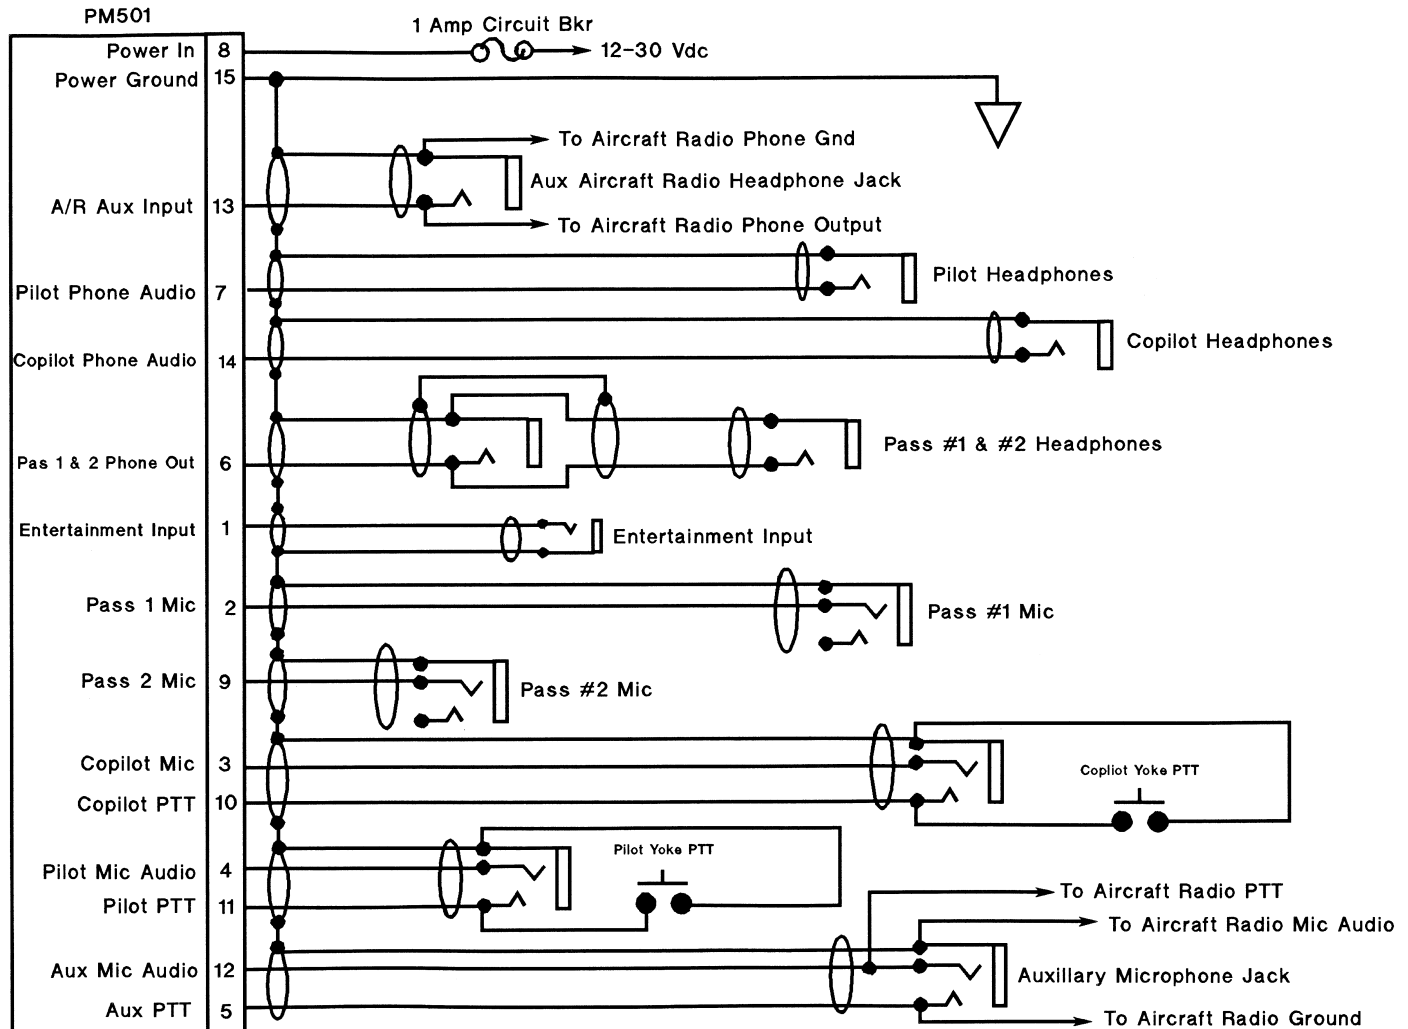 PM501
1 Amp Circuit Bkr
Power In 8 12-30 Vdc
Power Ground 15
To Aircraft Radio Phone Gnd
Aux Aircraft Radio Headphone Jack
A/R Aux Input 13
To Aircraft Radio Phone Output
Pilot Headphones
Pilot Phone Audio 7
Copilot Headphones
Copilot Phone Audio 14
Pass #1 & #2 Headphones
Pas 1 & 2 Phone Out 6
Entertainment Input 1 Entertainment Input
Pass 1 Mic 2 Pass #1 Mic
Pass 2 Mic 9 Pass #2 Mic
Copilot Mic 3 Copliot Yoke PTT
Copilot PTT 10
Pilot Yoke PTT
Pilot Mic Audio 4
To Aircraft Radio PTT
Pilot PTT 11
To Aircraft Radio Mic Audio
Aux Mic Audio 12 Auxillary Microphone Jack
Aux PTT 5 To Aircraft Radio Ground